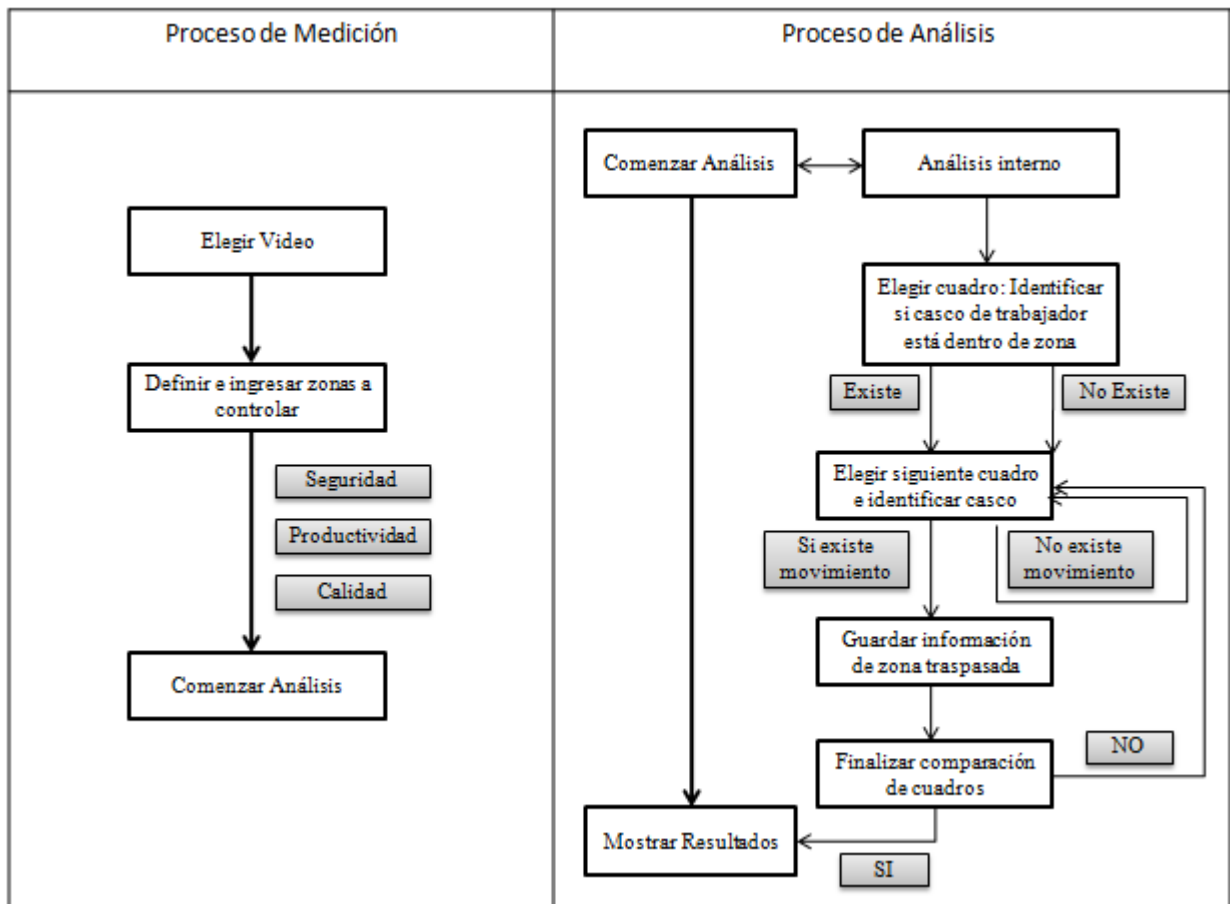 Proceso de Medición
Proceso de Análisis
Elegir Video
Definir e ingresar zonas a
controlar
Seguridad
Productividad
Calidad
Comenzar Análisis
Comenzar Análisis
Análisis interno
Elegir cuadro: Identificar
si casco de trabajador
está dentro de zona
Existe
No Existe
Elegir siguiente cuadro
e identificar casco
Si existe
movimiento
No existe
movimiento
Guardar información
de zona traspasada
Finalizar comparación
de cuadros
NO
Mostrar Resultados
SI